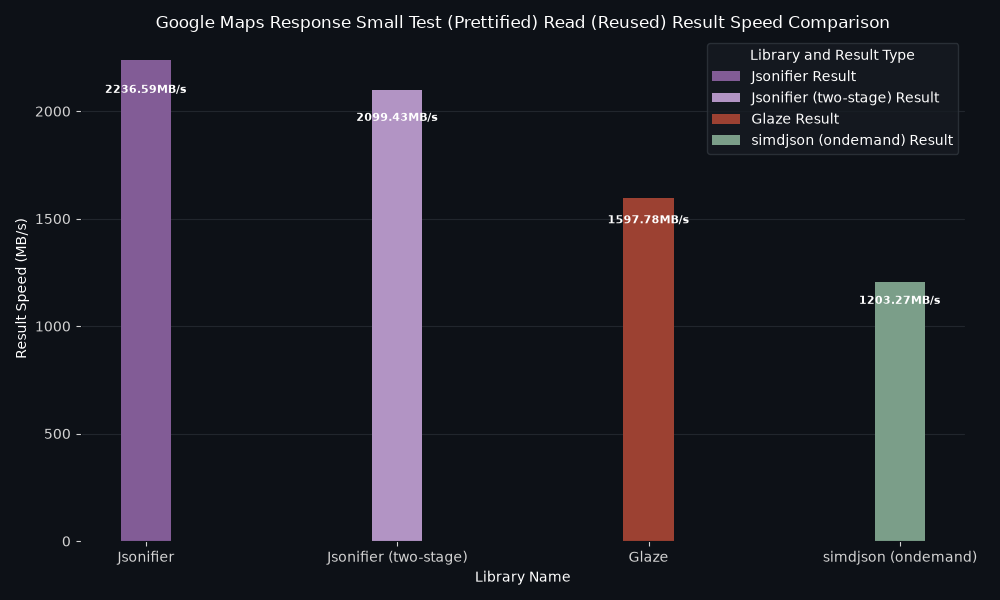 Google Maps Response Small Test (Prettified) Read (Reused) Result Speed Comparison
Library and Result Type
Jsonifier Result
Jsonifier (two-stage) Result
Glaze Result
simdjson (ondemand) Result
2236.59MB/s
2099.43MB/s
1597.78MB/s
1203.27MB/s
Result Speed (MB/s)
2000
1500
1000
500
0
Jsonifier
Jsonifier (two-stage)
Glaze
simdjson (ondemand)
Library Name